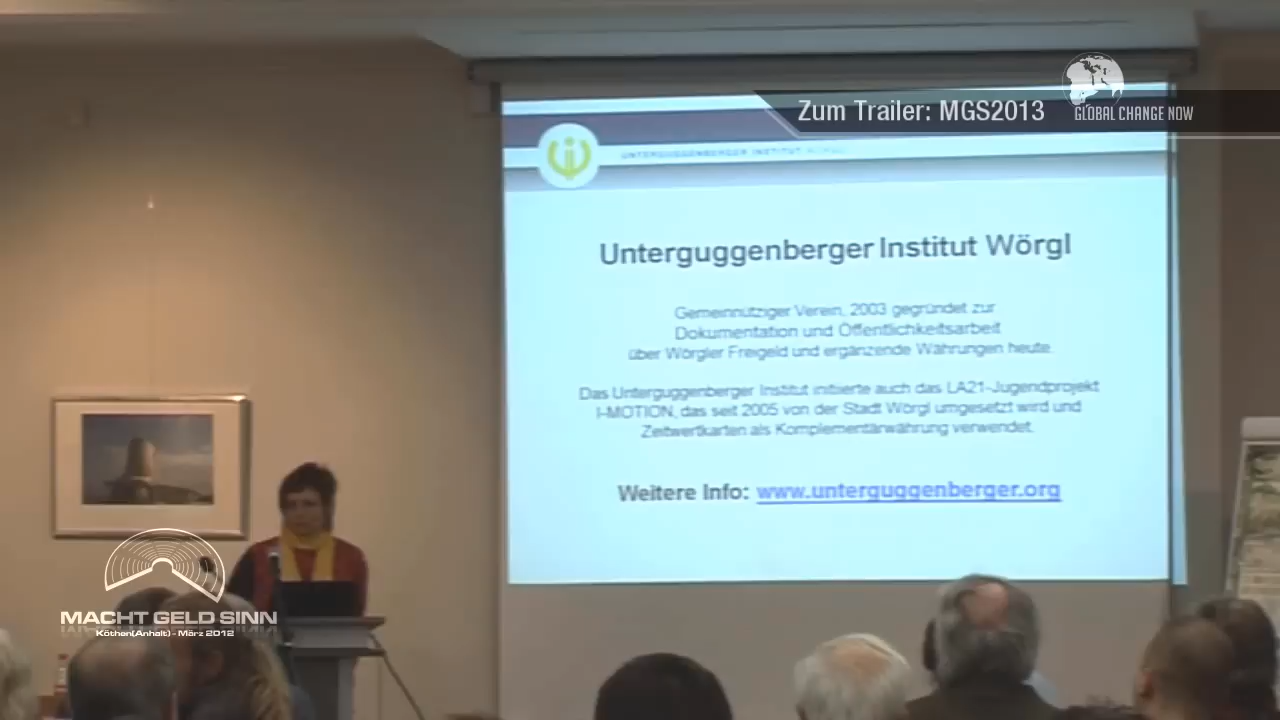 Zum Trailer: MGS2013
GLOBAL CHANGE NOW
UNTERGUGGENBERGER INSTITUT WÖRGL
Unterguggenberger Institut Wörgl
Gemeinnütziger Verein, 2003 gegründet zur
Dokumentation und Öffentlichkeitsarbeit
über Wörgler Freigeld und ergänzende Währungen heute.
Das Unterguggenberger Institut initiierte auch das LA21-Jugendprojekt
I-MOTION, das seit 2005 von der Stadt Wörgl umgesetzt wird und
Zeitwertkarten als Komplementärwährung verwendet.
Weitere Info: www.unterguggenberger.org
MACHT GELD SINN
Köthen(Anhalt) - März 2012